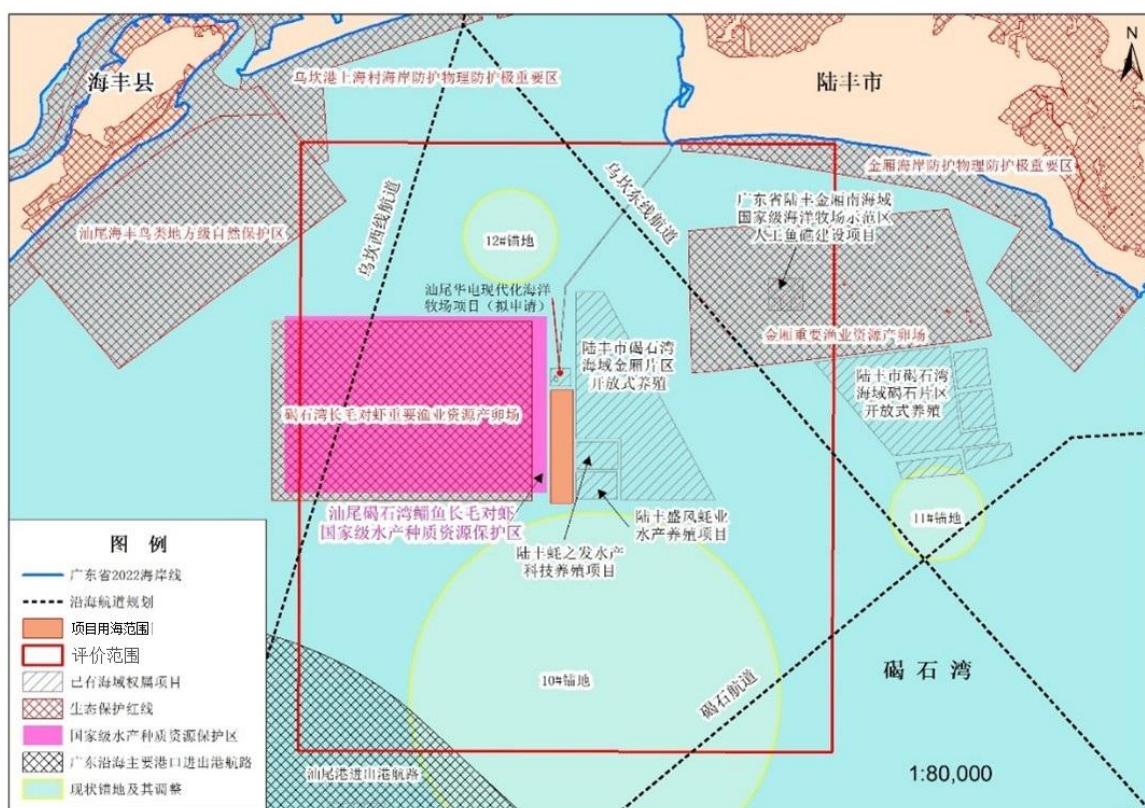 N
海丰县
陆丰市
乌坎港上海村海岸防护物理防护极重要区
金厢海岸防护物理防护极重要区
乌坎西线航道
乌坎东线航道
广东省陆丰金厢南海域
国家级海洋牧场示范区
人工鱼礁建设项目
汕尾海丰鸟类地方级自然保护区
12#锚地
汕尾华电现代化海洋
牧场项目（拟申请）
金厢重要渔业资源产卵场
陆丰市碣石湾
海域金厢片区
开放式养殖
陆丰市碣石湾
海域碣石片区
开放式养殖
碣石湾长毛对虾重要渔业资源产卵场
汕尾碣石湾鲻鱼长毛对虾
国家级水产种质资源保护区
陆丰盛风蚝业
水产养殖项目
陆丰蚝之发水产
科技养殖项目
11#锚地
10#锚地
碣石航道
碣石湾
汕尾港进出港航路
1:80,000
图例
广东省2022海岸线
沿海航道规划
项目用海范围
评价范围
已有海域权属项目
生态保护红线
国家级水产种质资源保护区
广东沿海主要港口进出港航路
现状锚地及其调整